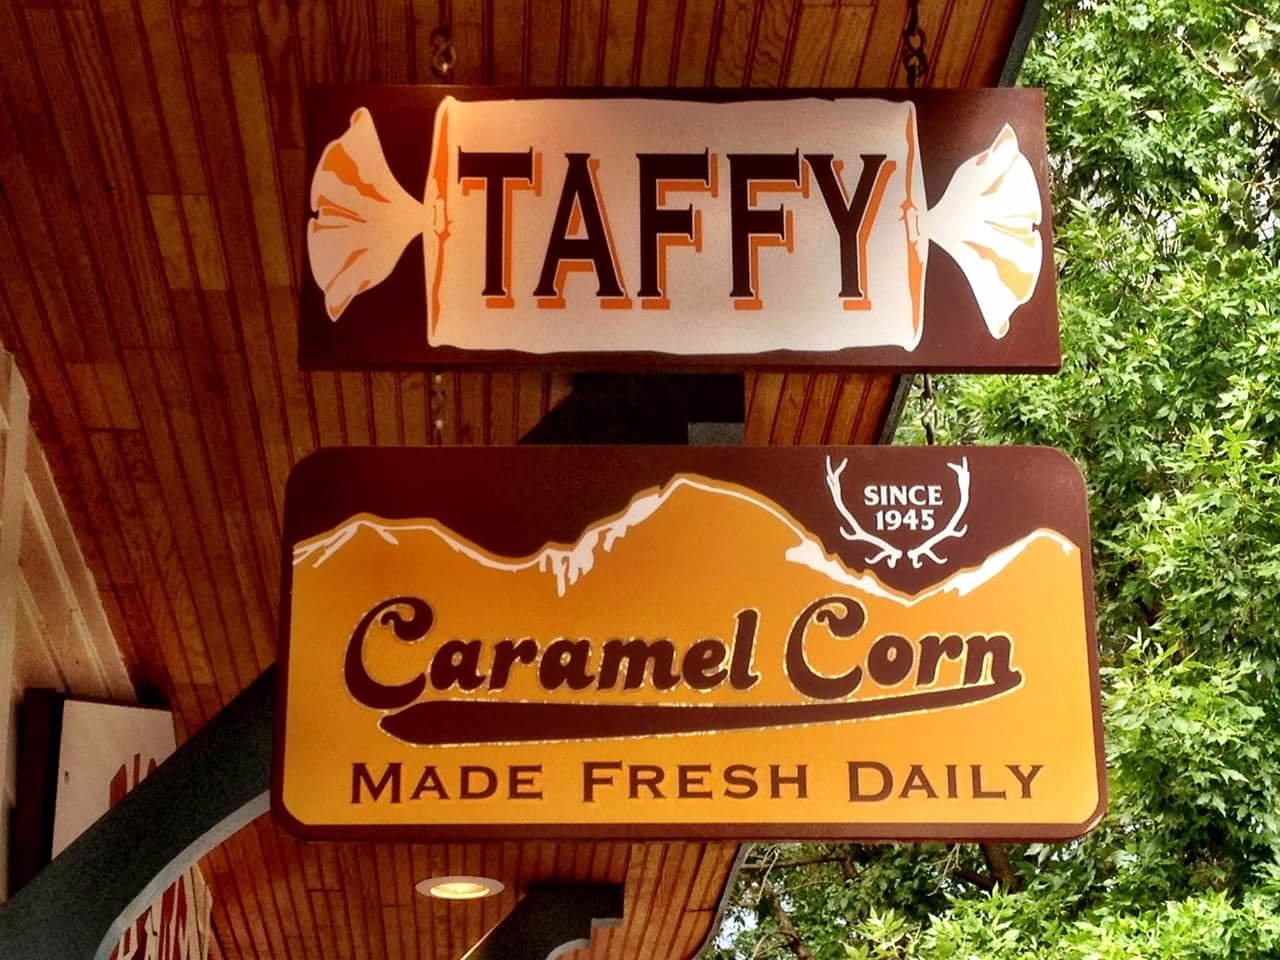 TAFFY
SINCE
1945
Caramel Corn
MADE FRESH DAILY